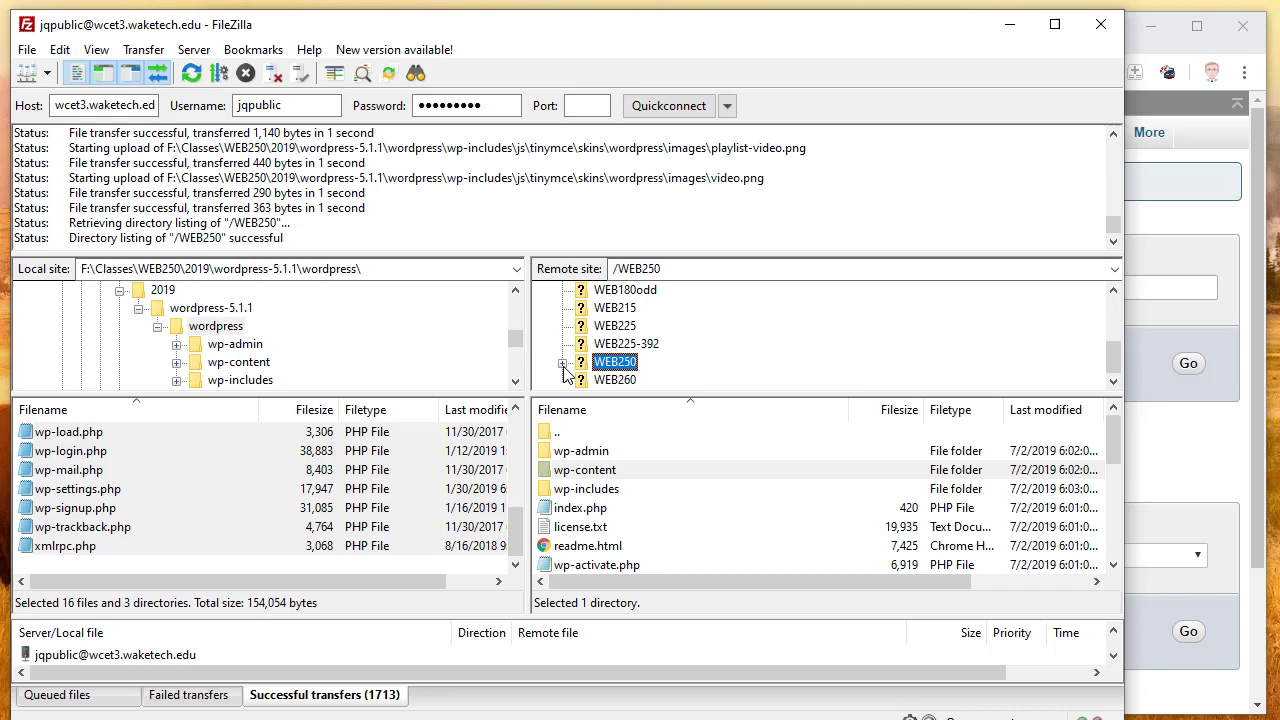 jqpublic@wcet3.waketech.edu - FileZilla
File Edit View Transfer Server Bookmarks Help New version available!
Host: wcet3.waketech.ed Username: jqpublic Password: ●●●●●●●●● Port: Quickconnect
More
Status: File transfer successful, transferred 1,140 bytes in 1 second
Status: Starting upload of F:\Classes\WEB250\2019\wordpress-5.1.1\wordpress\wp-includes\js\tinymce\skins\wordpress\images\playlist-video.png
Status: File transfer successful, transferred 440 bytes in 1 second
Status: Starting upload of F:\Classes\WEB250\2019\wordpress-5.1.1\wordpress\wp-includes\js\tinymce\skins\wordpress\images\video.png
Status: File transfer successful, transferred 290 bytes in 1 second
Status: File transfer successful, transferred 363 bytes in 1 second
Status: Retrieving directory listing of "/WEB250"...
Status: Directory listing of "/WEB250" successful
Local site: F:\Classes\WEB250\2019\wordpress-5.1.1\wordpress\
2019
wordpress-5.1.1
wordpress
wp-admin
wp-content
wp-includes
Remote site: /WEB250
? WEB180odd
? WEB215
? WEB225
? WEB225-392
? WEB250
? WEB260
Go
Filename Filesize Filetype Last modifi
wp-load.php 3,306 PHP File 11/30/2017
wp-login.php 38,883 PHP File 1/12/2019 1:
wp-mail.php 8,403 PHP File 11/30/2017
wp-settings.php 17,947 PHP File 1/30/2019 6:
wp-signup.php 31,085 PHP File 1/16/2019 1
wp-trackback.php 4,764 PHP File 11/30/2017
xmlrpc.php 3,068 PHP File 8/16/2018 9:
Selected 16 files and 3 directories. Total size: 154,054 bytes
Filename Filesize Filetype Last modified
..
wp-admin File folder 7/2/2019 6:02:0...
wp-content File folder 7/2/2019 6:02:0...
wp-includes File folder 7/2/2019 6:03:0...
index.php 420 PHP File 7/2/2019 6:01:0...
license.txt 19,935 Text Docu... 7/2/2019 6:01:0...
readme.html 7,425 Chrome H... 7/2/2019 6:01:0...
wp-activate.php 6,919 PHP File 7/2/2019 6:01:0...
Selected 1 directory.
Go
Server/Local file Direction Remote file Size Priority Time
jqpublic@wcet3.waketech.edu
Queued files Failed transfers Successful transfers (1713)